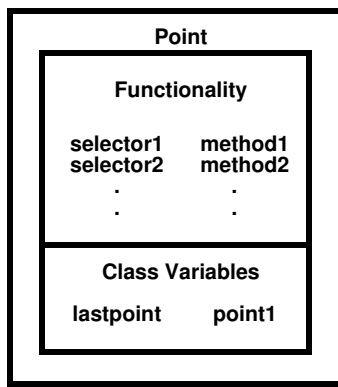 Point
Functionality
selector1 method1
selector2 method2
. .
. .
Class Variables
lastpoint point1